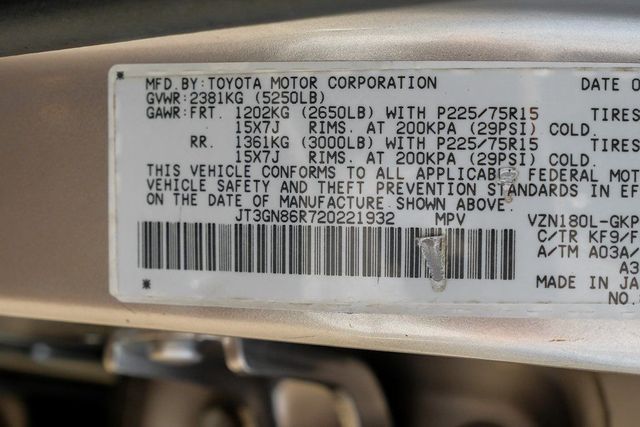 MFD.BY:TOYOTA MOTOR CORPORATION DATE O
GVWR:2381KG (5250LB)
GAWR:FRT. 1202KG (2650LB) WITH P225/75R15 TIRES
15X7J RIMS. AT 200KPA (29PSI) COLD.
RR. 1361KG (3000LB) WITH P225/75R15 TIRES
15X7J RIMS. AT 200KPA (29PSI) COLD.
THIS VEHICLE CONFORMS TO ALL APPLICABLE FEDERAL MOT
VEHICLE SAFETY AND THEFT PREVENTION STANDARDS IN EF
ON THE DATE OF MANUFACTURE SHOWN ABOVE.
JT3GN86R720221932 MPV VZN180L-GKP
C/TR KF9/F
A/TM A03A/
A3
MADE IN JA
NO.